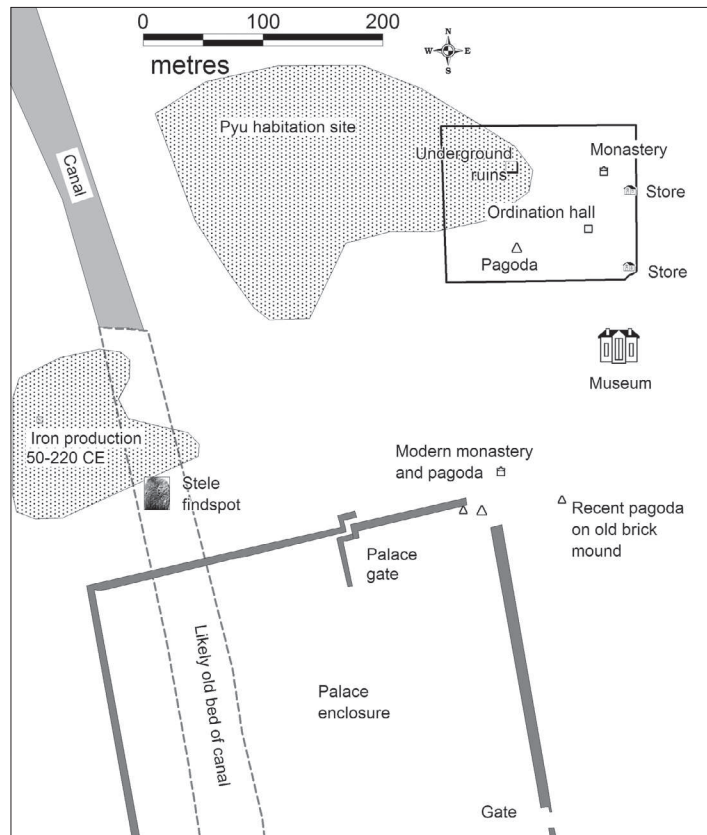 0
100
200
metres
N
W
E
S
Pyu habitation site
Canal
Underground
ruins
Monastery
Store
Ordination hall
Pagoda
Store
Museum
Iron production
50-220 CE
Stele
findspot
Modern monastery
and pagoda
Recent pagoda
on old brick
mound
Palace
gate
Likely old bed of canal
Palace
enclosure
Gate